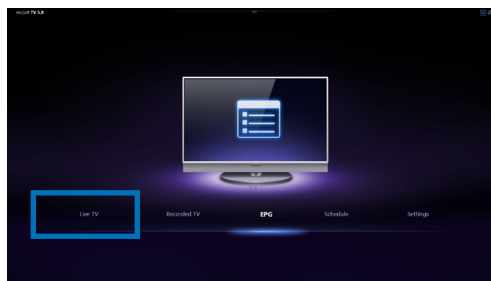 ArcSoft TV 5.0
Live TV
Recorded TV
EPG
Schedule
Settings